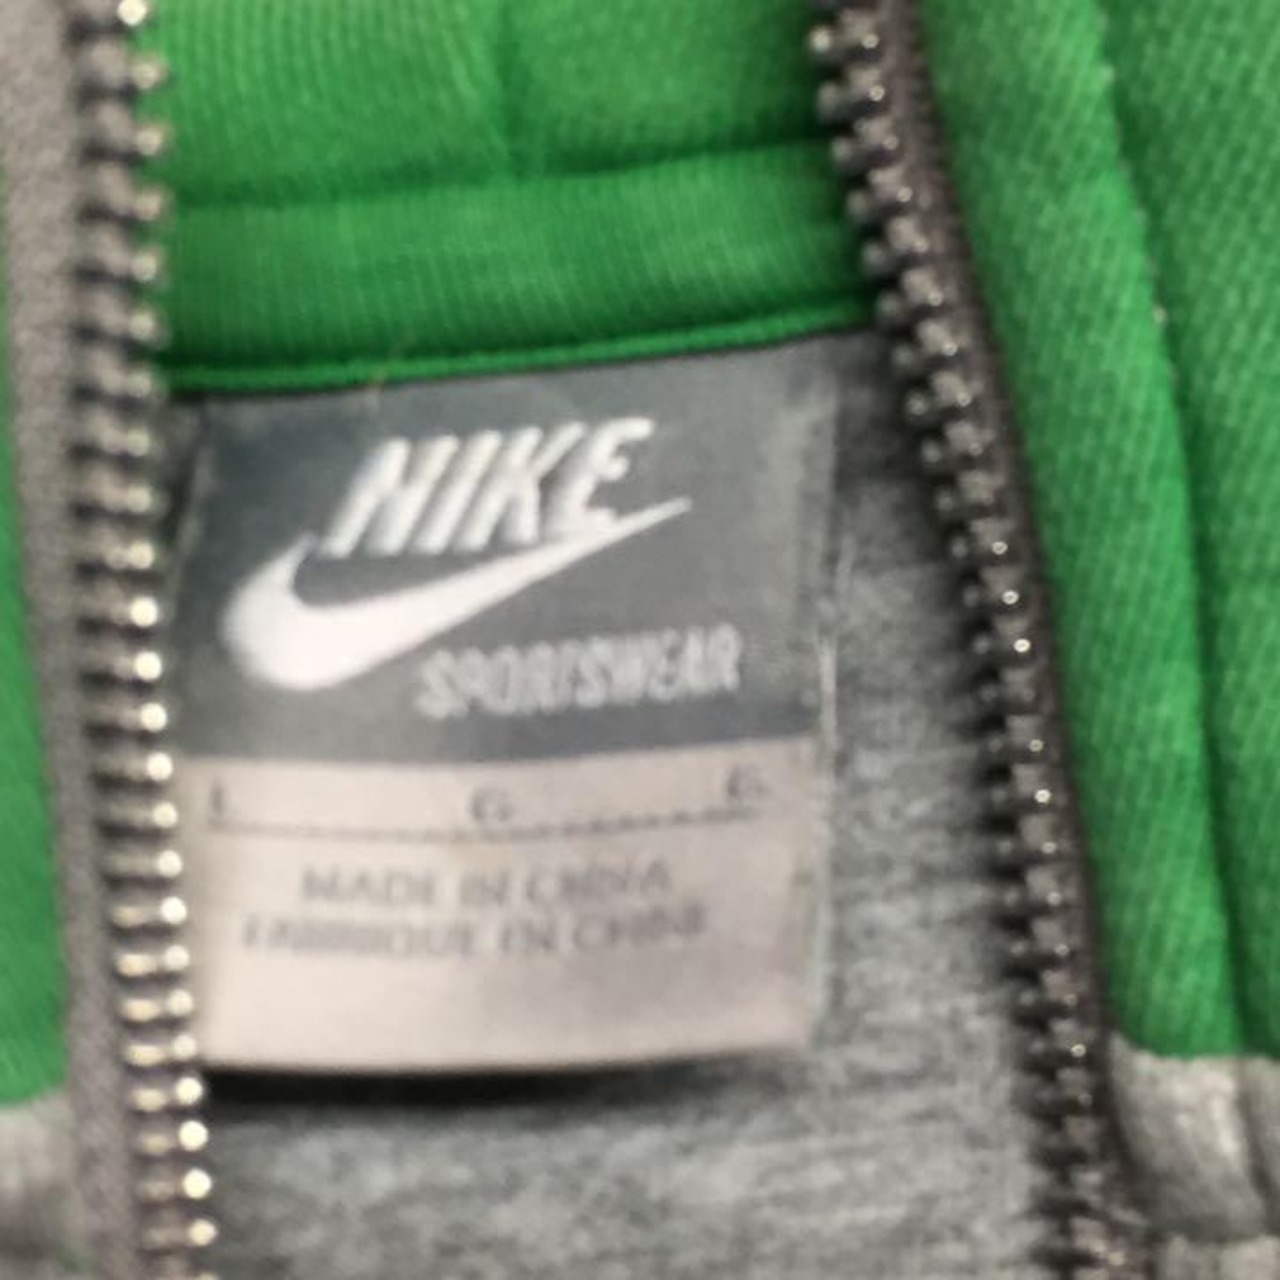 NIKE
SPORTSWEAR
L G G
MADE IN CHINA
FABRIQUE EN CHINE